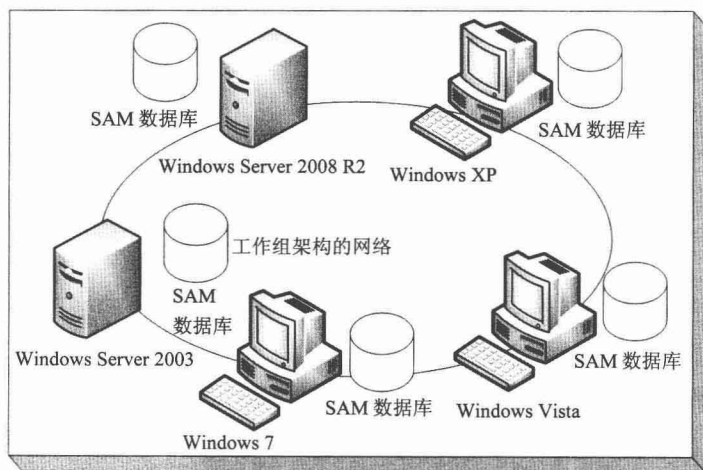 SAM 数据库
SAM 数据库
Windows Server 2008 R2
Windows XP
工作组架构的网络
SAM
数据库
Windows Server 2003
SAM 数据库
SAM 数据库
Windows Vista
Windows 7